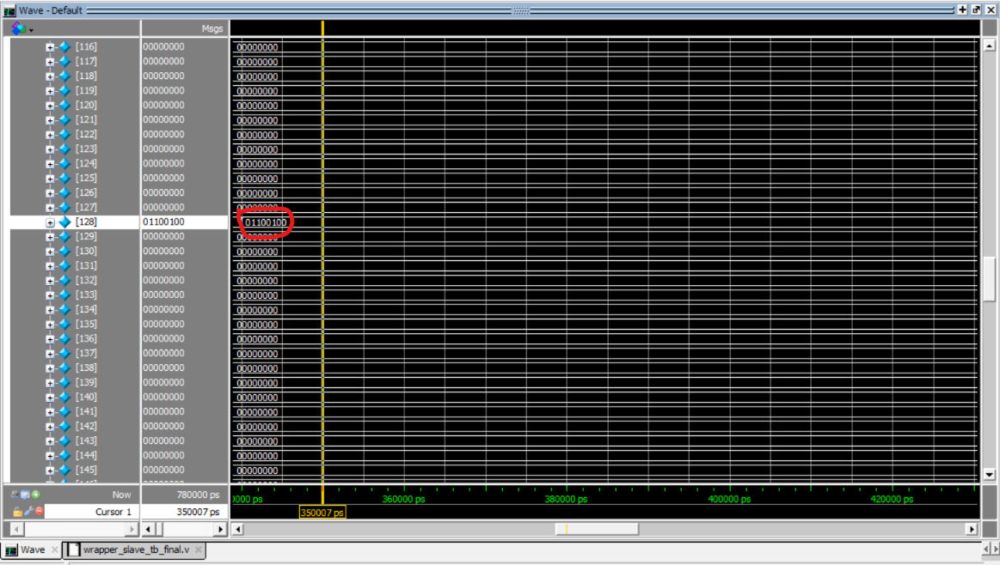 Wave - Default
Msgs
[116] 00000000 00000000
[117] 00000000 00000000
[118] 00000000 00000000
[119] 00000000 00000000
[120] 00000000 00000000
[121] 00000000 00000000
[122] 00000000 00000000
[123] 00000000 00000000
[124] 00000000 00000000
[125] 00000000 00000000
[126] 00000000 00000000
[127] 00000000 00000000
[128] 01100100 01100100
[129] 00000000 00000000
[130] 00000000 00000000
[131] 00000000 00000000
[132] 00000000 00000000
[133] 00000000 00000000
[134] 00000000 00000000
[135] 00000000 00000000
[136] 00000000 00000000
[137] 00000000 00000000
[138] 00000000 00000000
[139] 00000000 00000000
[140] 00000000 00000000
[141] 00000000 00000000
[142] 00000000 00000000
[143] 00000000 00000000
[144] 00000000 00000000
[145] 00000000 00000000
Now 780000 ps 0000 ps 360000 ps 380000 ps 400000 ps 420000 ps
Cursor 1 350007 ps 350007 ps
Wave wrapper_slave_tb_final.v